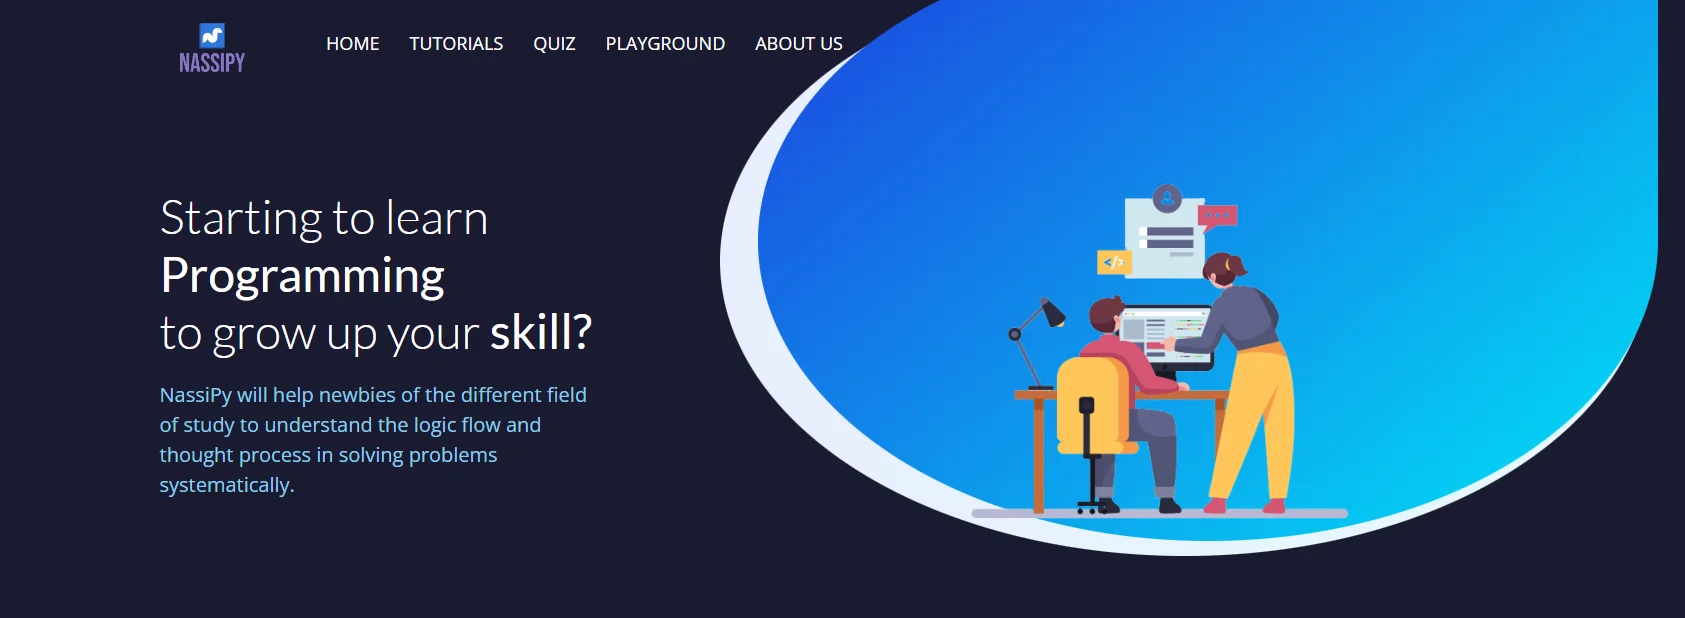 NASSIPY
HOME TUTORIALS QUIZ PLAYGROUND ABOUT US
Starting to learn
Programming
to grow up your skill?
NassiPy will help newbies of the different field
of study to understand the logic flow and
thought process in solving problems
systematically.
</>